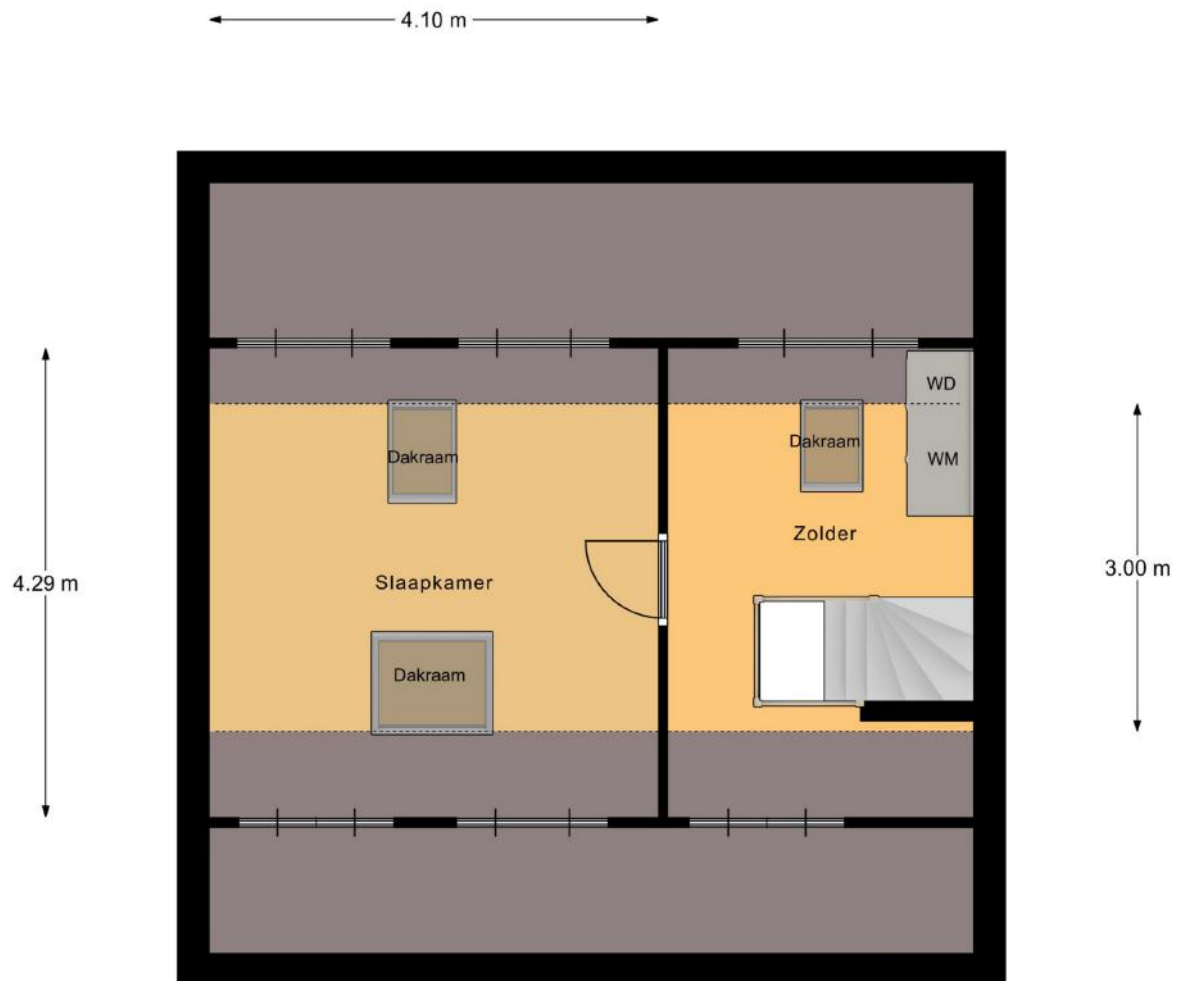 4.10 m
WD
Dakraam
Dakraam
WM
Zolder
4.29 m
Slaapkamer
3.00 m
Dakraam